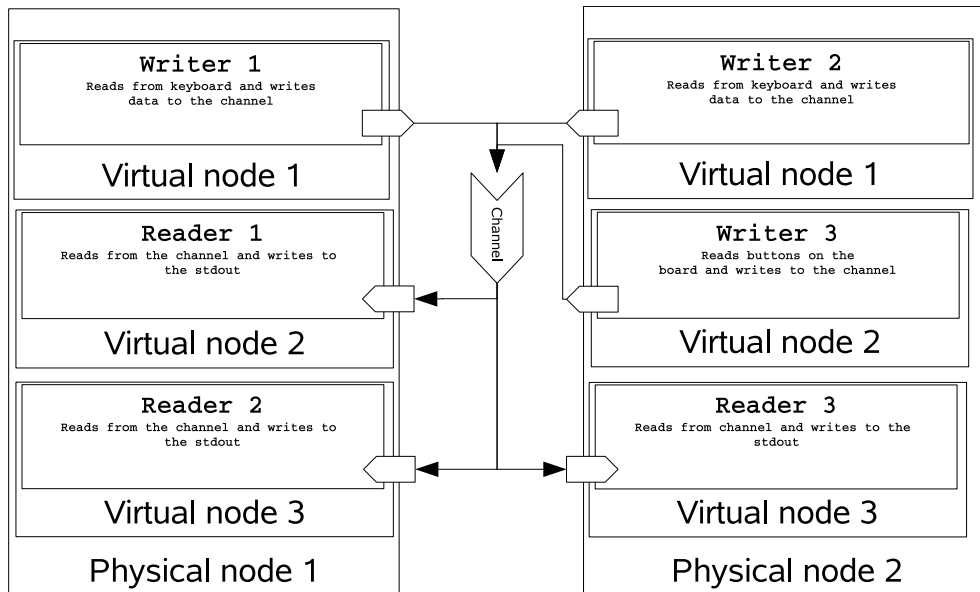 Writer 1
Reads from keyboard and writes
data to the channel
Virtual node 1
Reader 1
Reads from the channel and writes to
the stdout
Virtual node 2
Reader 2
Reads from the channel and writes to
the stdout
Virtual node 3
Physical node 1
Channel
Writer 2
Reads from keyboard and writes
data to the channel
Virtual node 1
Writer 3
Reads buttons on the
board and writes to the channel
Virtual node 2
Reader 3
Reads from channel and writes to the
stdout
Virtual node 3
Physical node 2